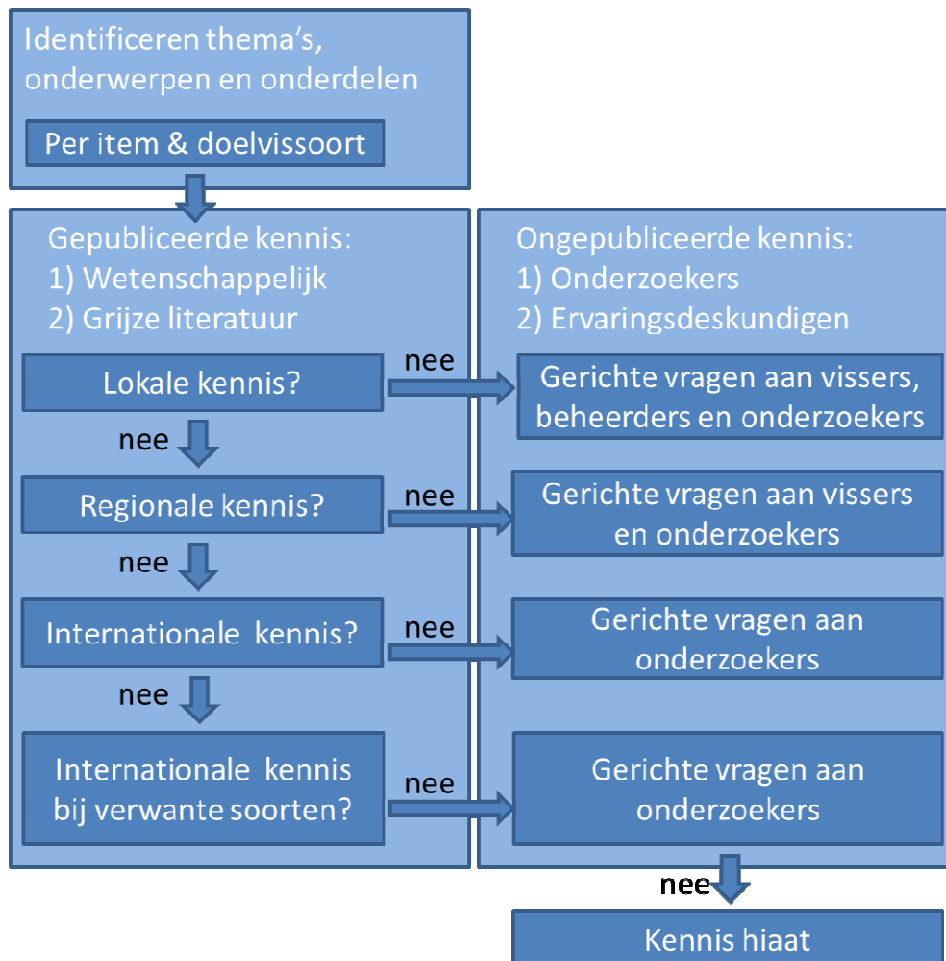 Identificeren thema's,
onderwerpen en onderdelen
Per item & doelvissoort
Gepubliceerde kennis:
1) Wetenschappelijk
2) Grijze literatuur
Ongepubliceerde kennis:
1) Onderzoekers
2) Ervaringsdeskundigen
Lokale kennis?
nee
Gerichte vragen aan vissers,
beheerders en onderzoekers
nee
Regionale kennis?
nee
Gerichte vragen aan vissers
en onderzoekers
nee
Internationale kennis?
nee
Gerichte vragen aan
onderzoekers
nee
Internationale kennis
bij verwante soorten?
nee
Gerichte vragen aan
onderzoekers
nee
Kennis hiaat